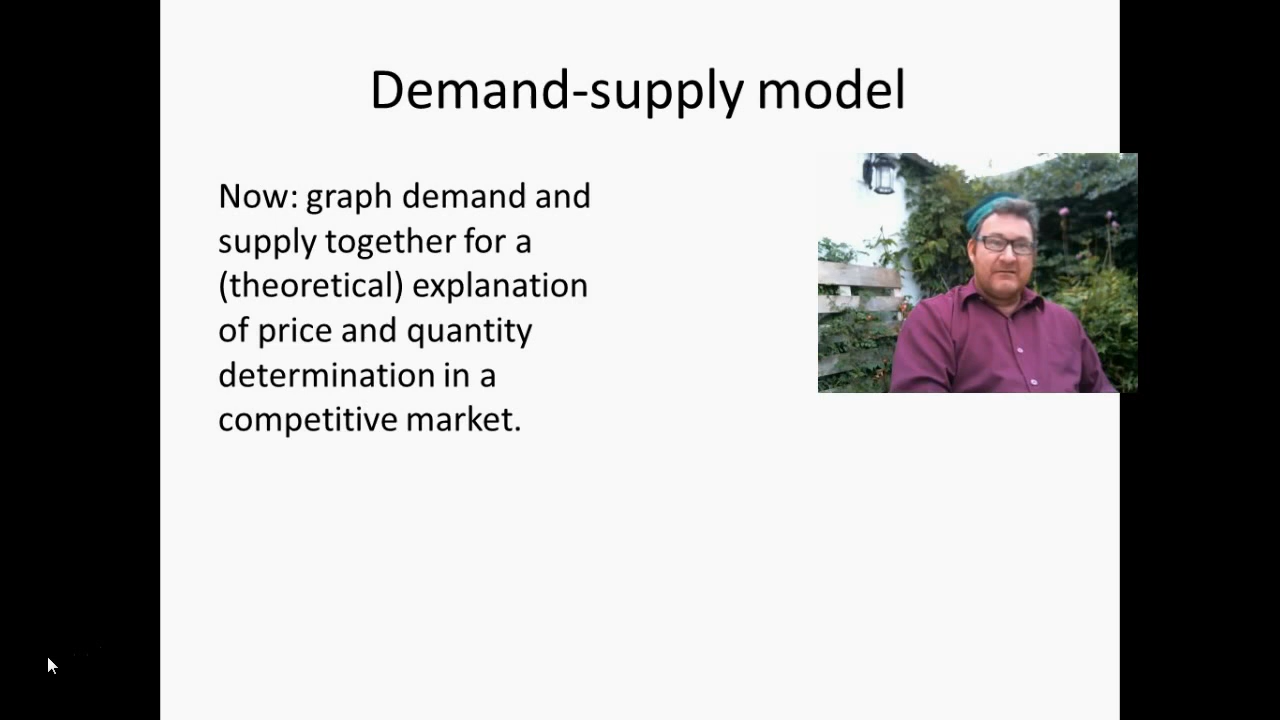 Demand-supply model
Now: graph demand and
supply together for a
(theoretical) explanation
of price and quantity
determination in a
competitive market.